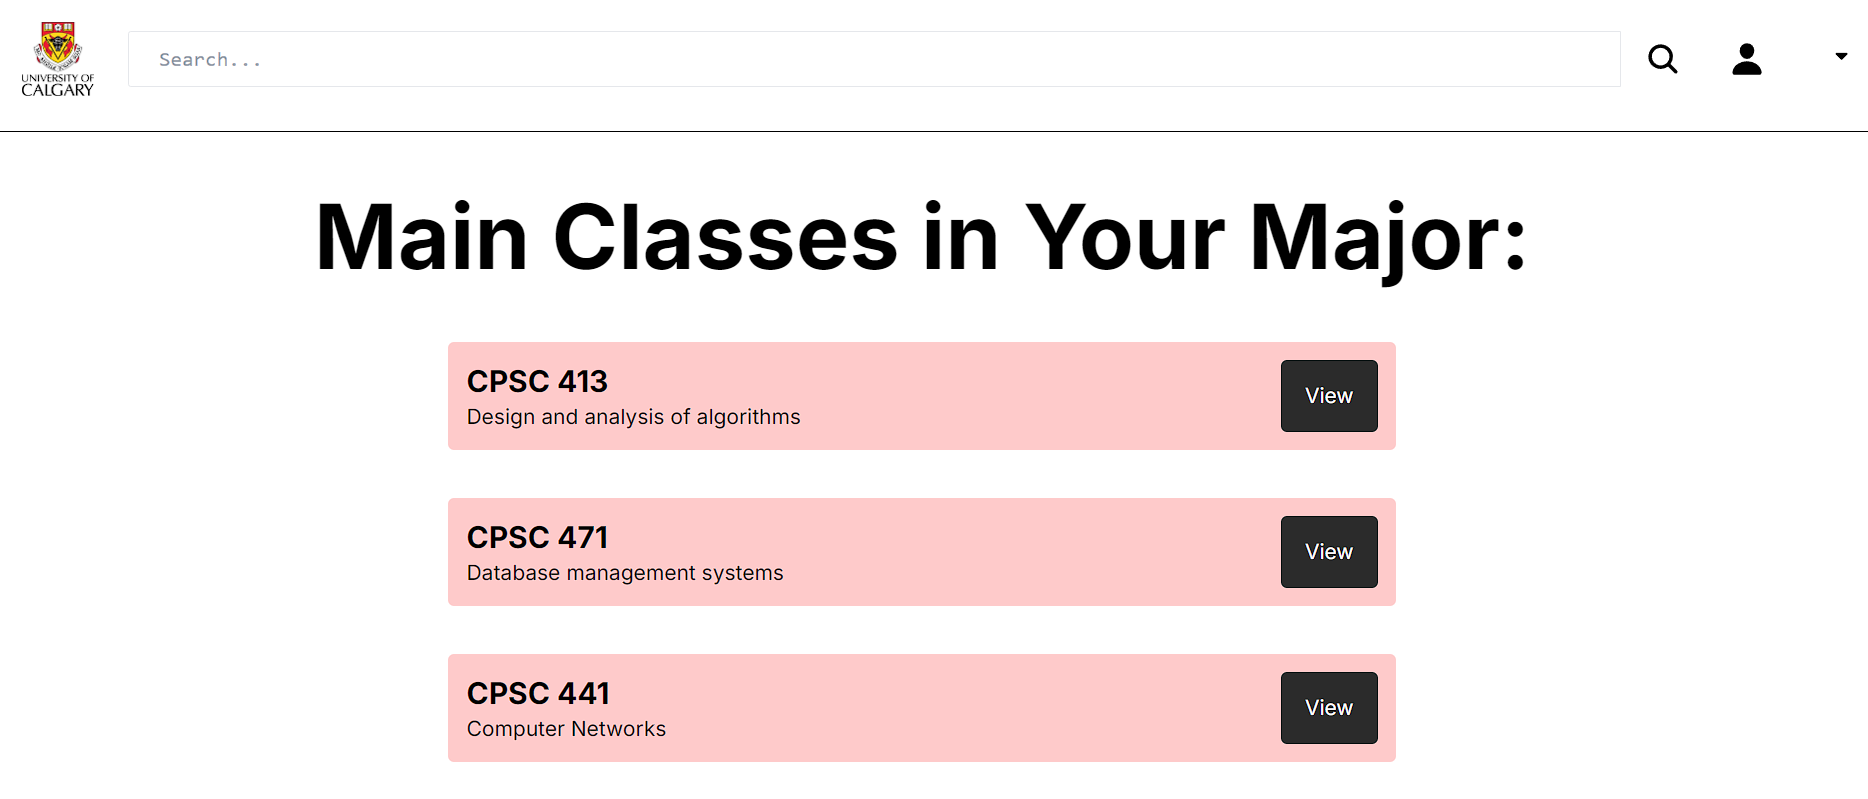 UNIVERSITY OF
CALGARY
Search...
Main Classes in Your Major:
CPSC 413
Design and analysis of algorithms
View
CPSC 471
Database management systems
View
CPSC 441
Computer Networks
View